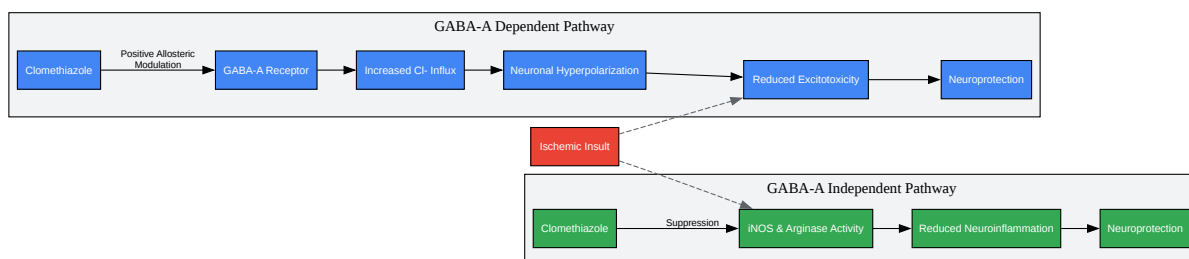 GABA-A Dependent Pathway
Clomethiazole
Positive Allosteric
Modulation
GABA-A Receptor
Increased Cl- Influx
Neuronal Hyperpolarization
Reduced Excitotoxicity
Neuroprotection
Ischemic Insult
GABA-A Independent Pathway
Clomethiazole
Suppression
iNOS & Arginase Activity
Reduced Neuroinflammation
Neuroprotection